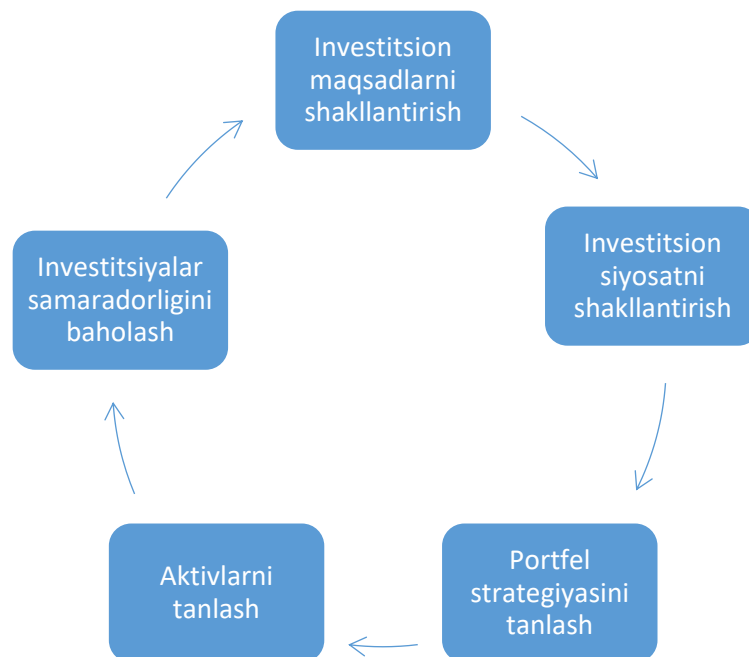 Investitsion
maqsadlarni
shakllantirish
Investitsion
siyosatni
shakllantirish
Portfel
strategiyasini
tanlash
Aktivlarni
tanlash
Investitsiyalar
samaradorligini
baholash